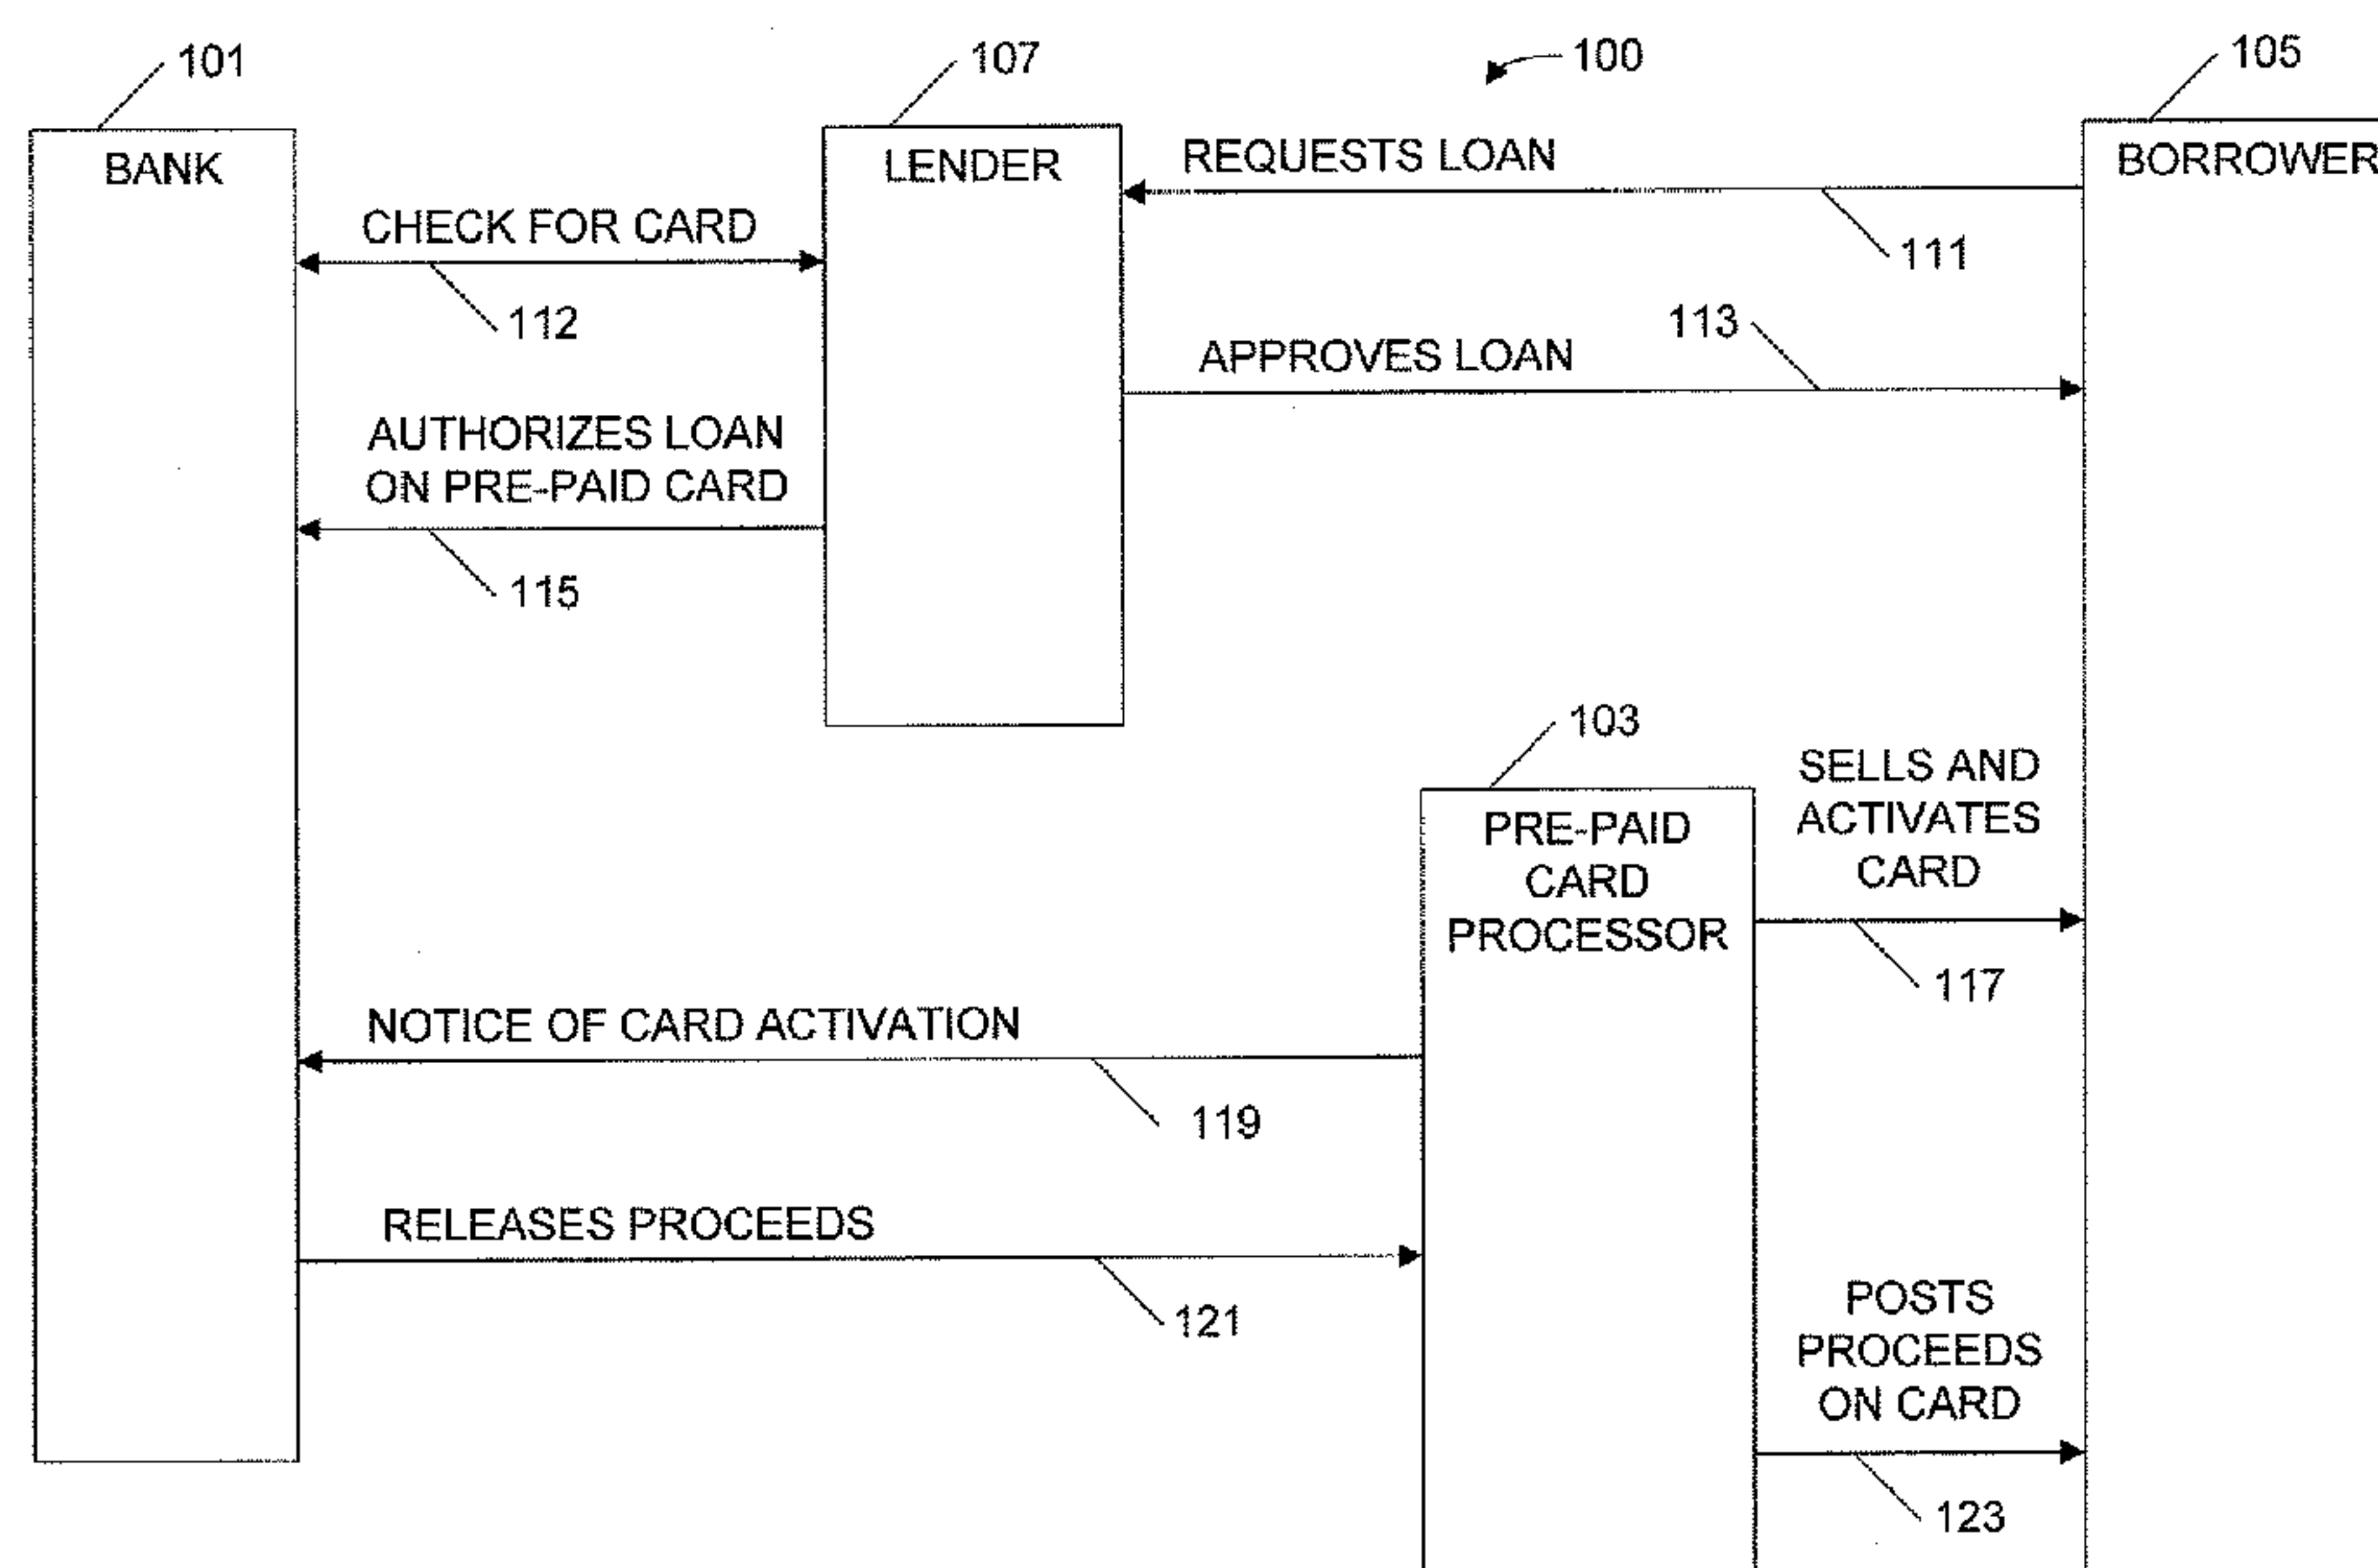 101
107
100
105
BANK
LENDER
REQUESTS LOAN
BORROWER
CHECK FOR CARD
111
112
113
APPROVES LOAN
AUTHORIZES LOAN
ON PRE-PAID CARD
115
103
SELLS AND
ACTIVATES
CARD
PRE-PAID
CARD
PROCESSOR
117
NOTICE OF CARD ACTIVATION
119
RELEASES PROCEEDS
121
POSTS
PROCEEDS
ON CARD
123